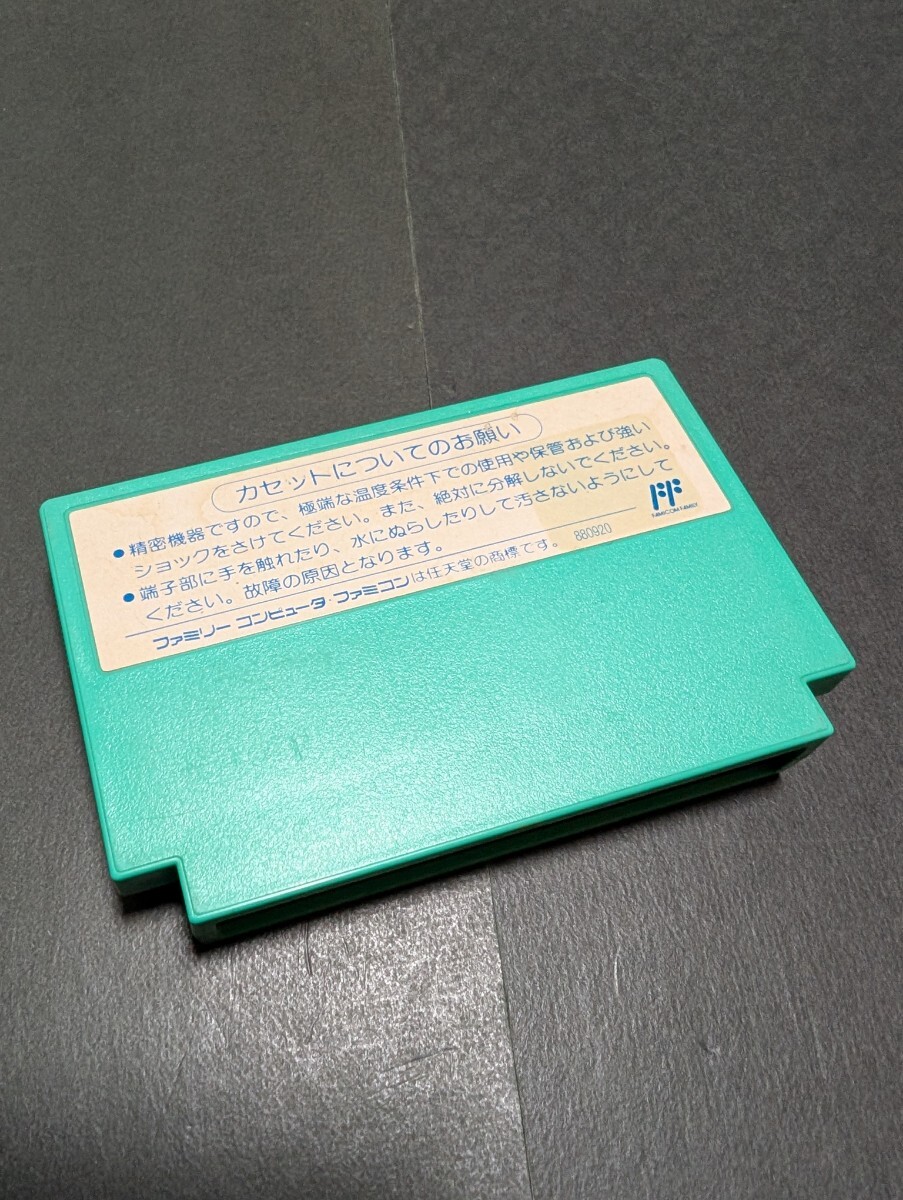 カセットについてのお願い
●精密機器ですので、極端な温度条件下での使用や保管および強い
ショックをさけてください。また、絶対に分解しないでください。
●端子部に手を触れたり、水にぬらしたりして汚さないようにして
ください。故障の原因となります。
ファミリーコンピュータ・ファミコンは任天堂の商標です。
880920
FF
FAMICOM FAMILY